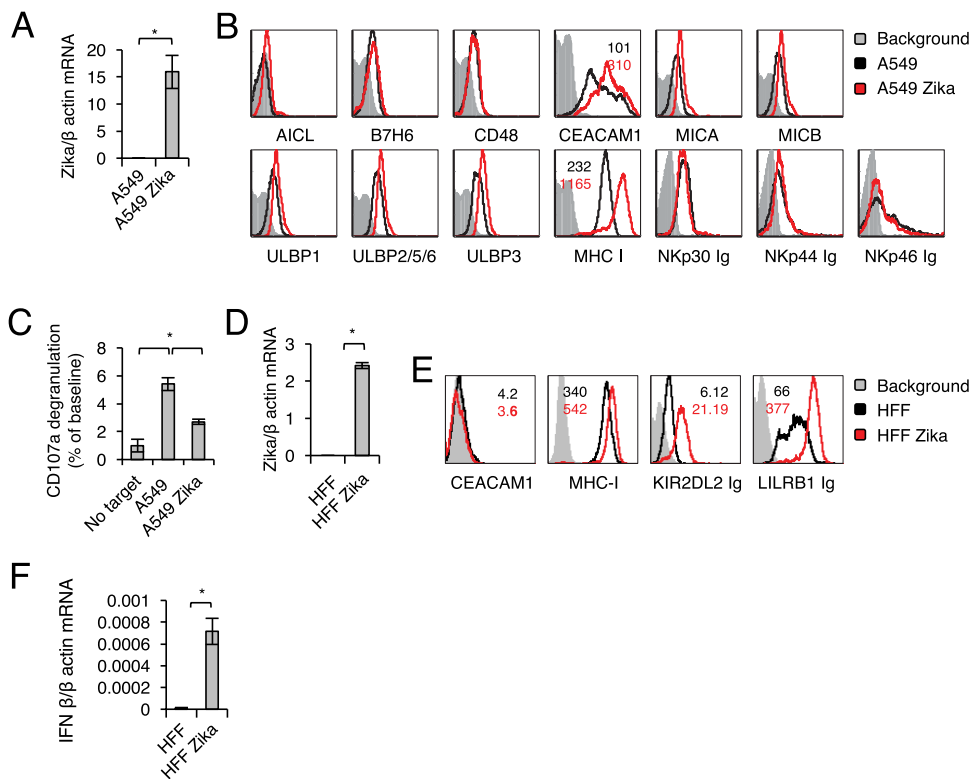 A
Zika/β actin mRNA
20
15
10
5
0
*
A549
A549 Zika
B
101
310
AICL
B7H6
CD48
CEACAM1
MICA
MICB
232
1165
ULBP1
ULBP2/5/6
ULBP3
MHC I
NKp30 Ig
NKp44 Ig
NKp46 Ig
Background
A549
A549 Zika
C
CD107a degranulation
(% of baseline)
8
6
4
2
0
*
No target
A549
A549 Zika
D
Zika/β actin mRNA
3
2
1
0
*
HFF
HFF Zika
E
4.2
3.6
340
542
6.12
21.19
66
377
CEACAM1
MHC-I
KIR2DL2 Ig
LILRB1 Ig
Background
HFF
HFF Zika
F
IFN β/β actin mRNA
0.001
0.0008
0.0006
0.0004
0.0002
0
*
HFF
HFF Zika